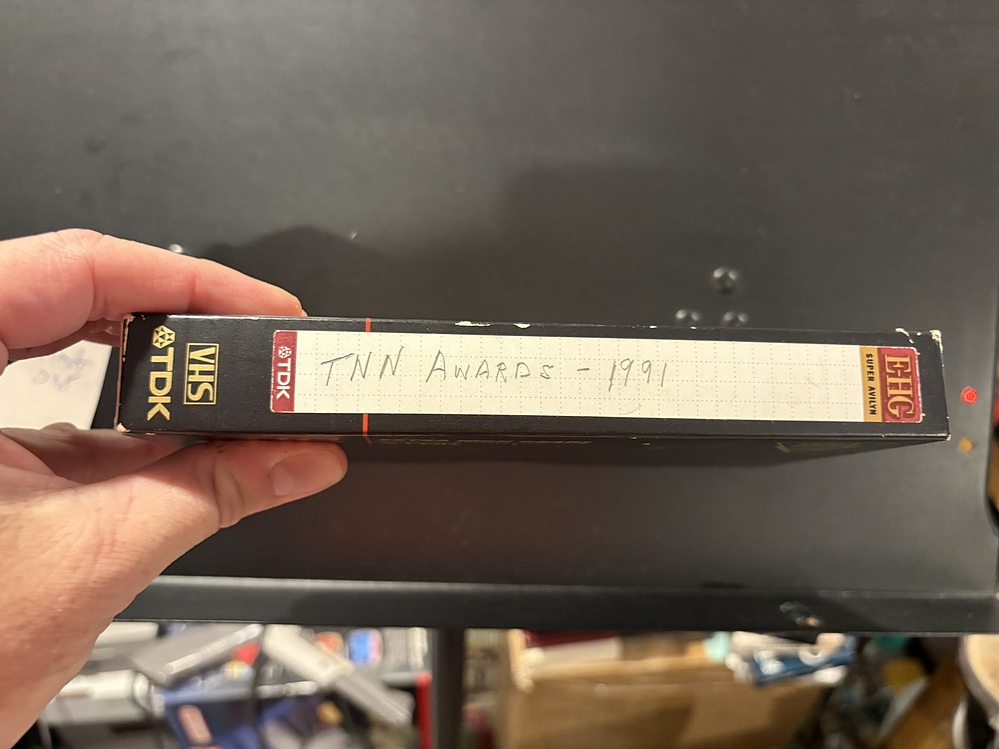 TDK
VHS
TDK
TNN AWARDS - 1991
SUPER AVILYN
EHG